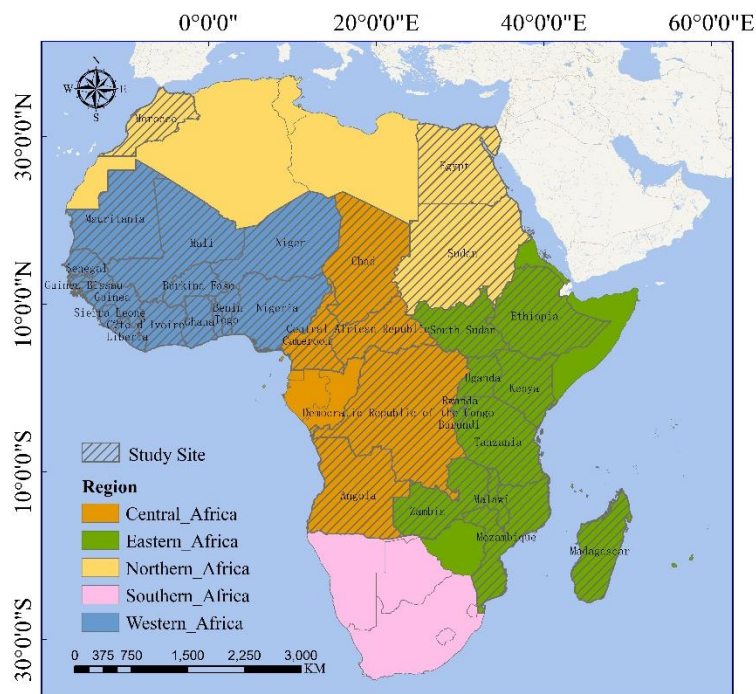 0°0'0" 20°0'0"E 40°0'0"E 60°0'0"E
N
W E
S
30°0'0"N
10°0'0"N
10°0'0"S
30°0'0"S
Morocco
Egypt
Mauritania
Mali
Niger
Chad
Sudan
Senegal
Guinea Bissau
Guinea
Burkina Faso
Sierra Leone
Côte d'Ivoire
Liberia
Ghana
Benin
Togo
Nigeria
Central African Republic
Cameroon
South Sudan
Ethiopia
Uganda
Kenya
Rwanda
Democratic Republic of the Congo
Burundi
Tanzania
Angola
Zambia
Malawi
Mozambique
Madagascar
Study Site
Region
Central_Africa
Eastern_Africa
Northern_Africa
Southern_Africa
Western_Africa
0 375 750 1,500 2,250 3,000
KM